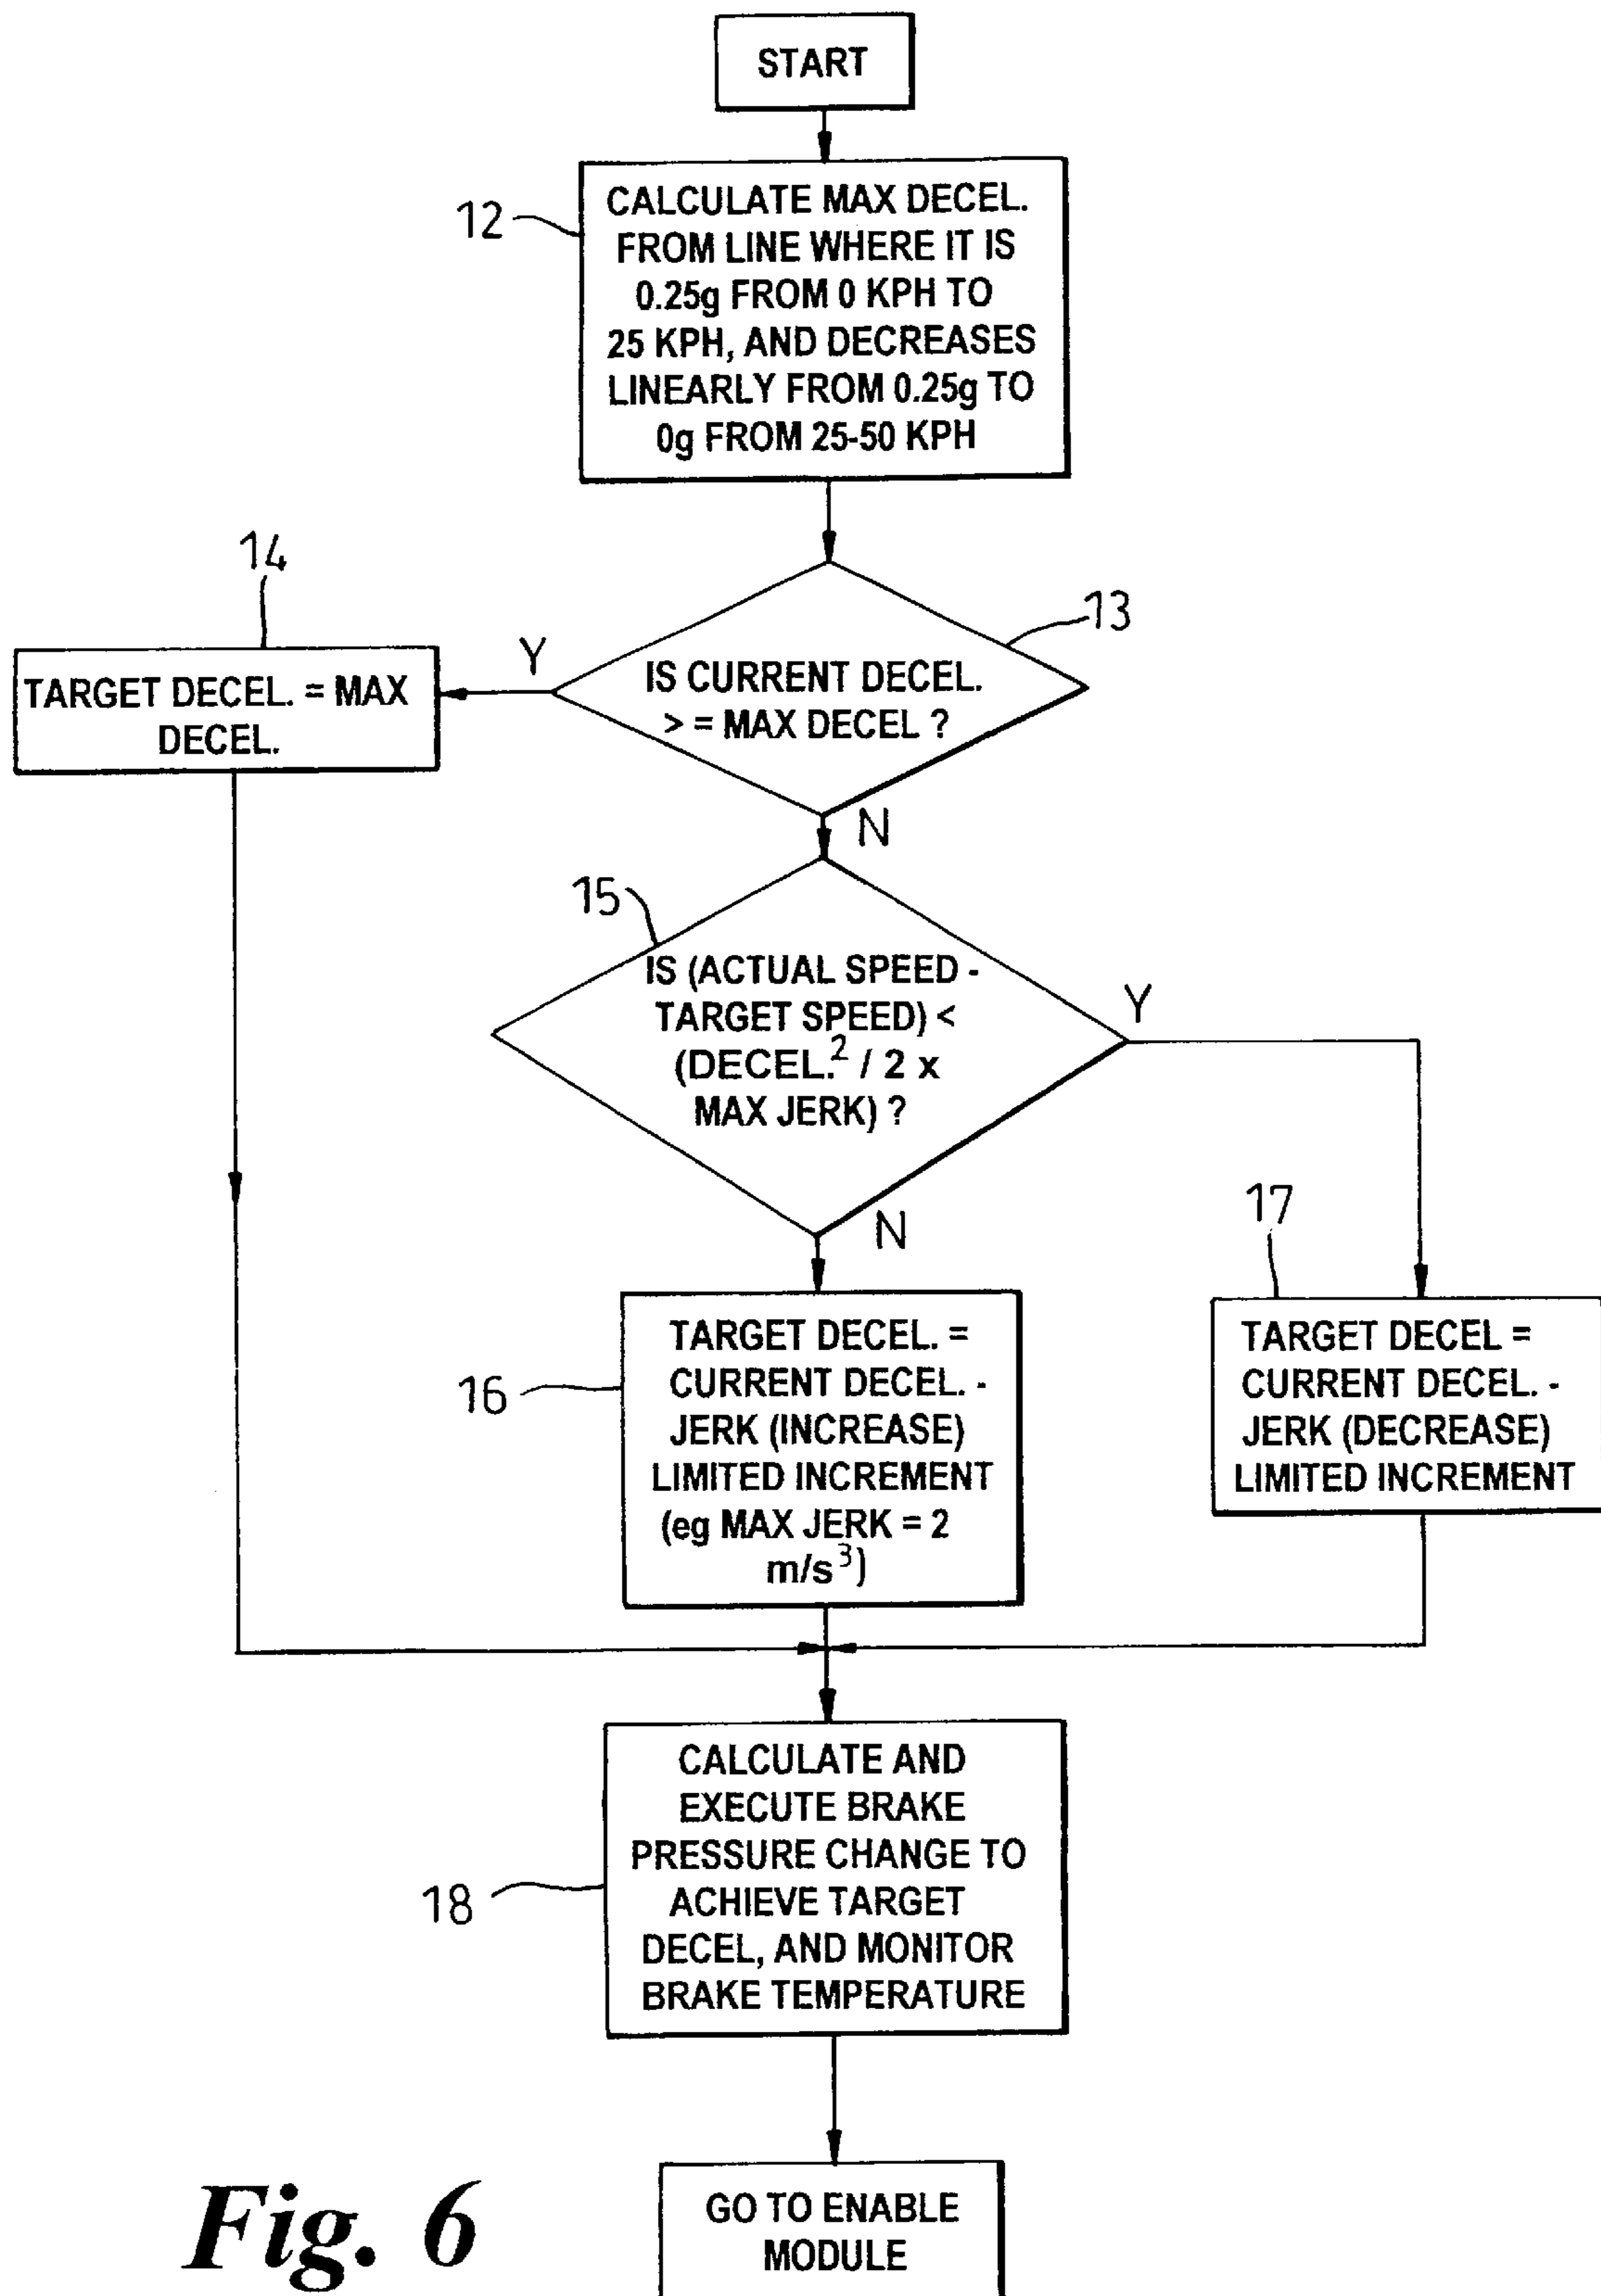 START
12
CALCULATE MAX DECEL.
FROM LINE WHERE IT IS
0.25g FROM 0 KPH TO
25 KPH, AND DECREASES
LINEARLY FROM 0.25g TO
0g FROM 25-50 KPH
14
TARGET DECEL. = MAX
DECEL.
Y
13
IS CURRENT DECEL.
> = MAX DECEL ?
N
15
IS (ACTUAL SPEED -
TARGET SPEED) <
(DECEL.² / 2 x
MAX JERK) ?
Y
N
16
TARGET DECEL. =
CURRENT DECEL. -
JERK (INCREASE)
LIMITED INCREMENT
(eg MAX JERK = 2
m/s³)
17
TARGET DECEL =
CURRENT DECEL. -
JERK (DECREASE)
LIMITED INCREMENT
18
CALCULATE AND
EXECUTE BRAKE
PRESSURE CHANGE TO
ACHIEVE TARGET
DECEL, AND MONITOR
BRAKE TEMPERATURE
GO TO ENABLE
MODULE
Fig. 6